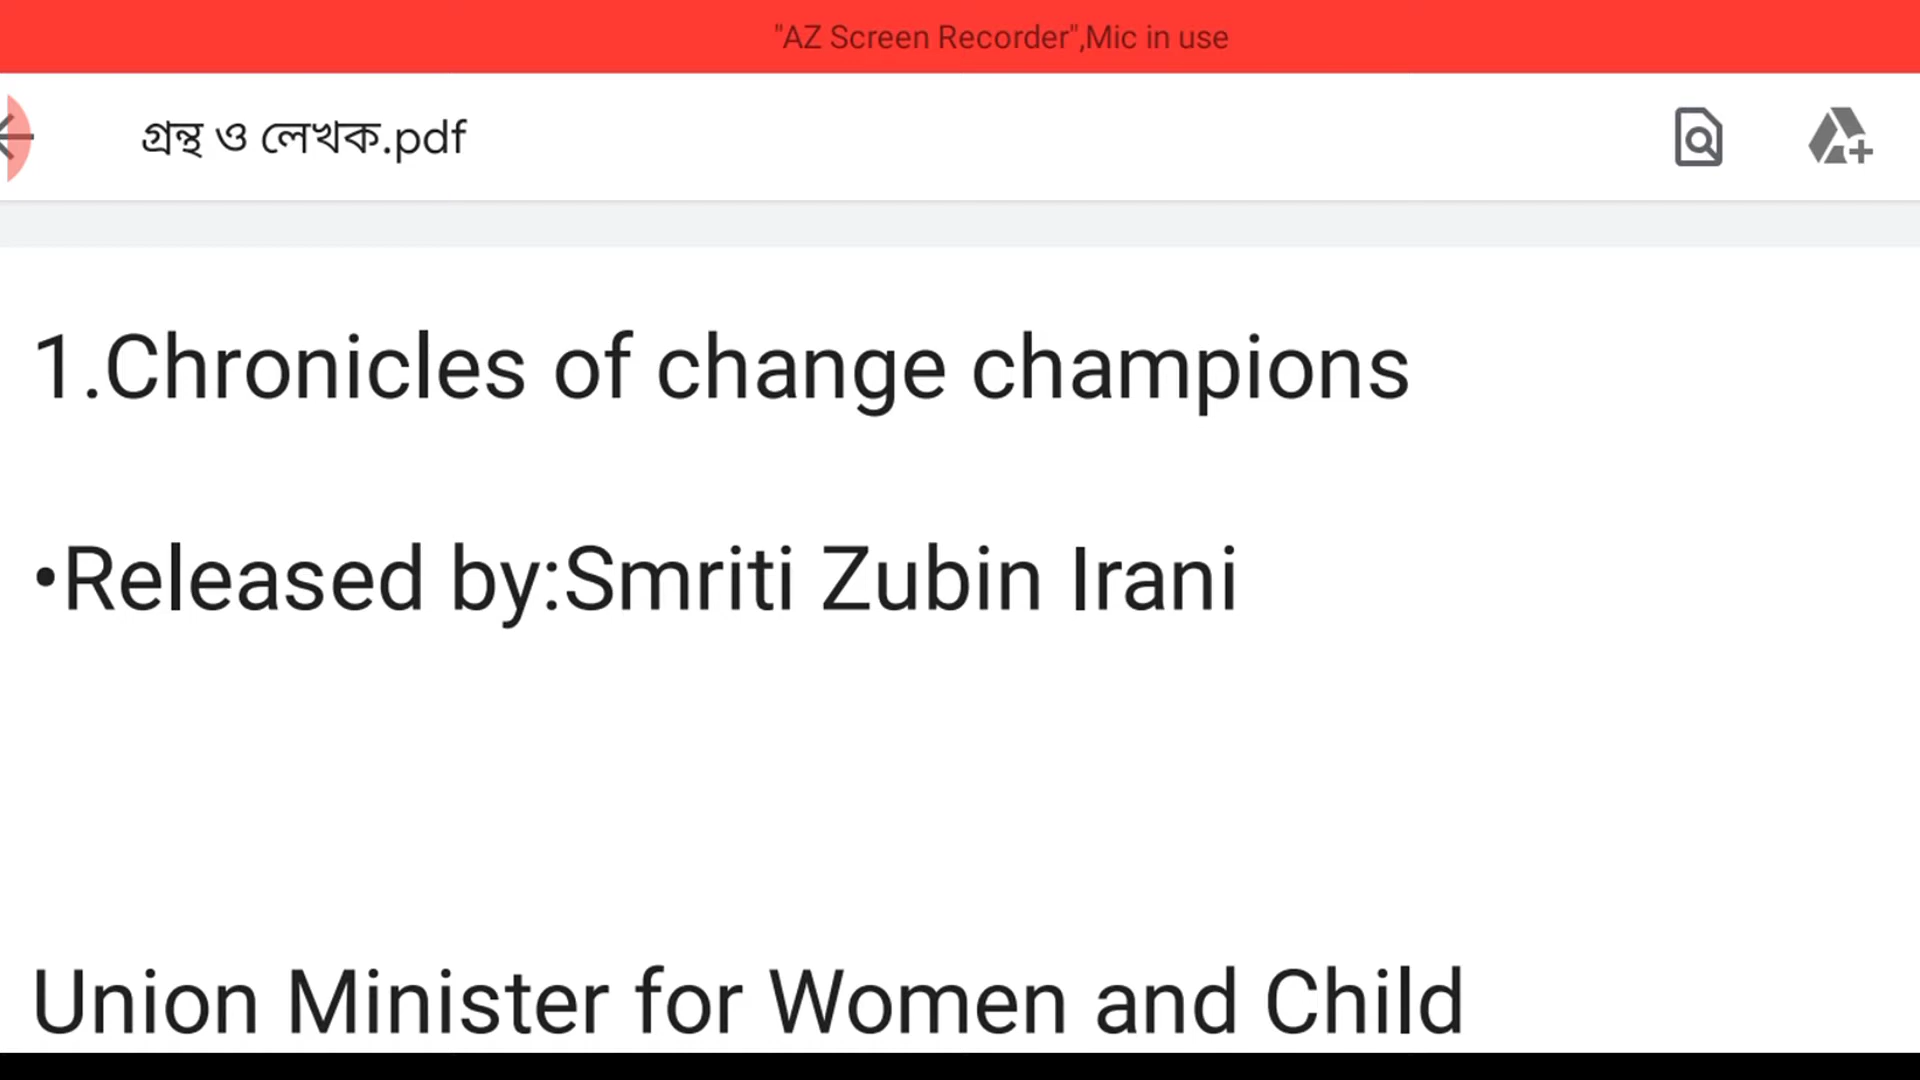 "AZ Screen Recorder",Mic in use
গ্রন্থ ও লেখক.pdf
1.Chronicles of change champions
•Released by:Smriti Zubin Irani
Union Minister for Women and Child